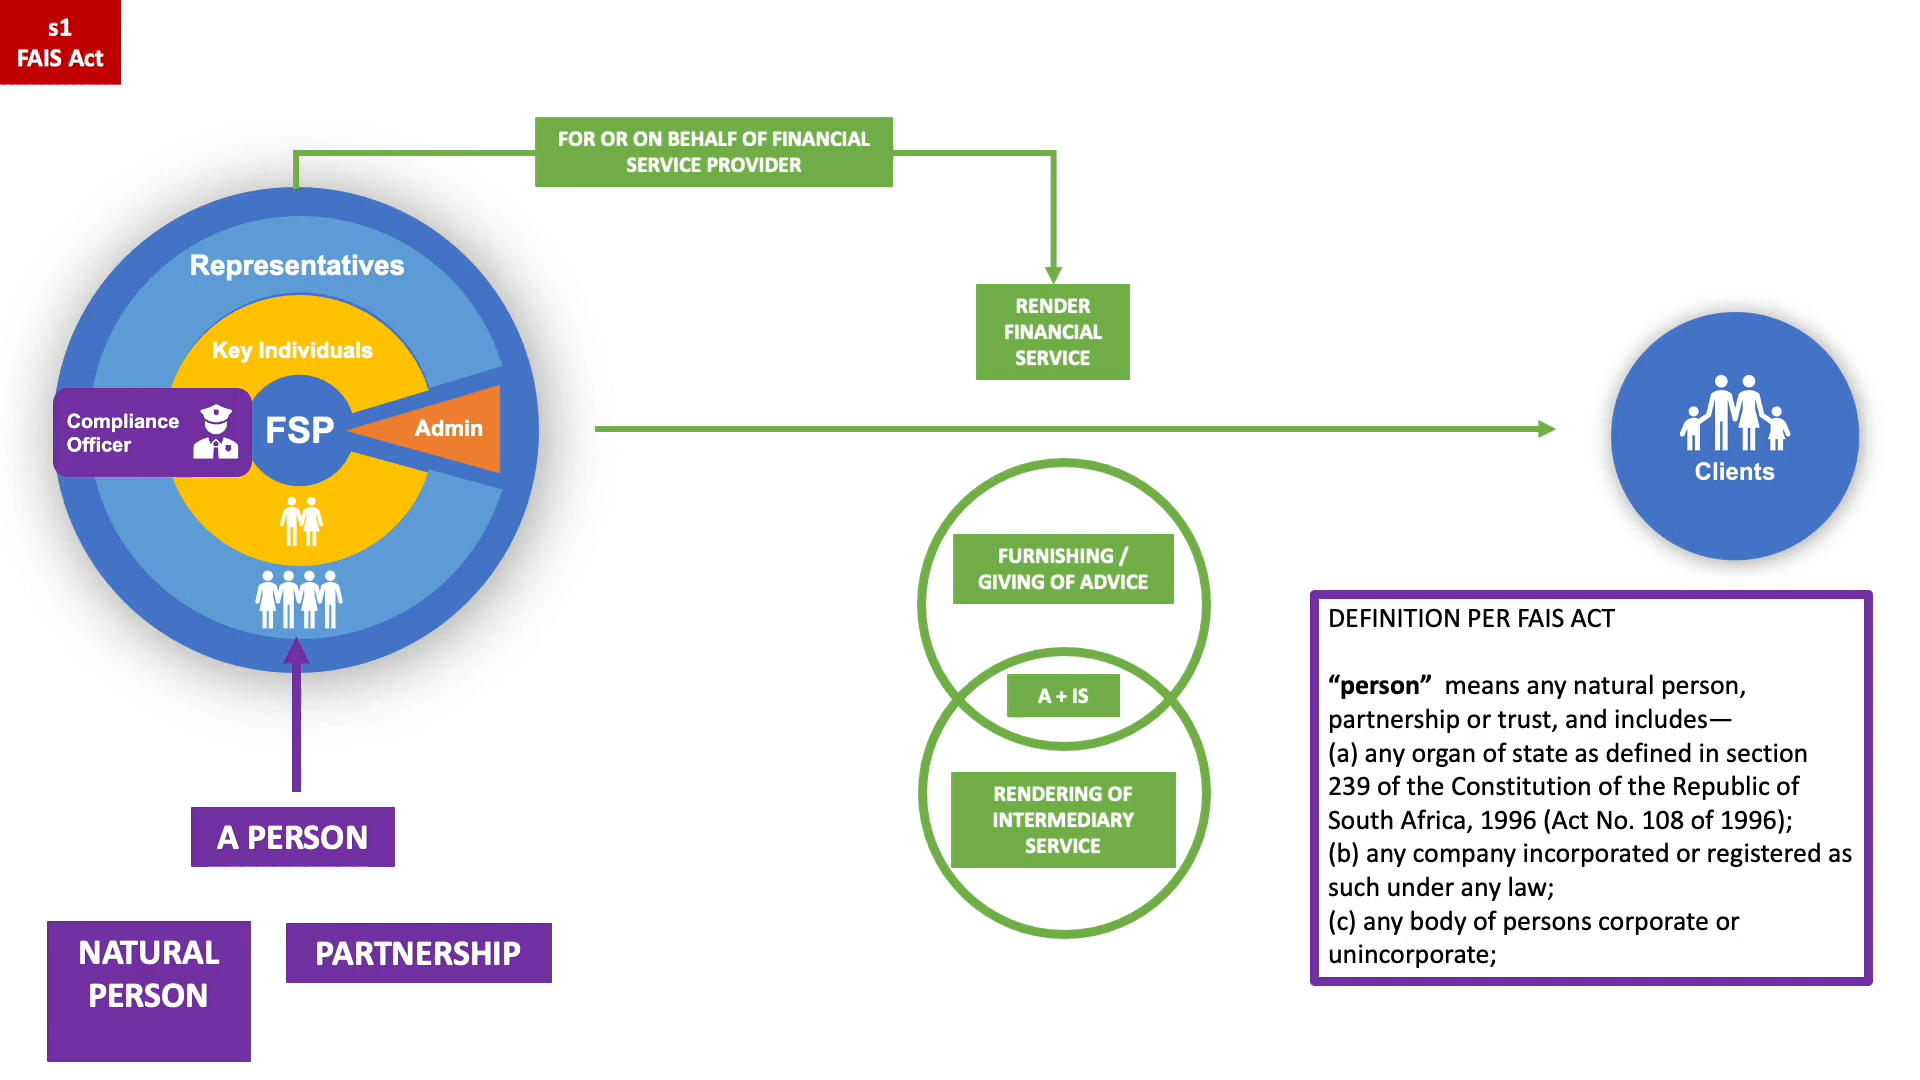 s1
FAIS Act
FOR OR ON BEHALF OF FINANCIAL
SERVICE PROVIDER
Representatives
Key Individuals
Compliance
Officer
FSP
Admin
RENDER
FINANCIAL
SERVICE
Clients
FURNISHING /
GIVING OF ADVICE
A + IS
RENDERING OF
INTERMEDIARY
SERVICE
A PERSON
NATURAL
PERSON
PARTNERSHIP
DEFINITION PER FAIS ACT
“person”  means any natural person,
partnership or trust, and includes—
(a) any organ of state as defined in section
239 of the Constitution of the Republic of
South Africa, 1996 (Act No. 108 of 1996);
(b) any company incorporated or registered as
such under any law;
(c) any body of persons corporate or
unincorporate;